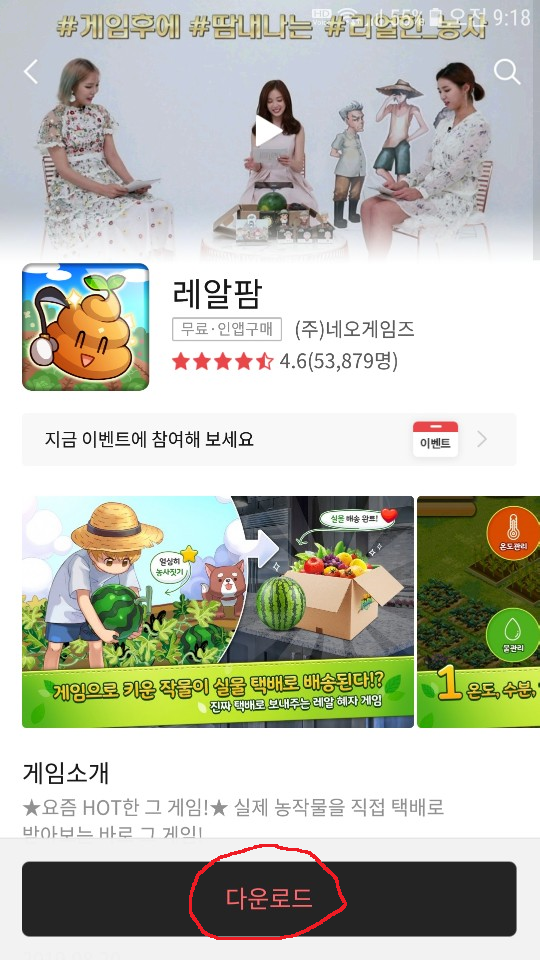 #게임후에 #땀내나는 #리얼인_농사
HD 55% 오전 9:18
레알팜
무료·인앱구매 (주)네오게임즈
4.6(53,879명)
지금 이벤트에 참여해 보세요
이벤트
열심히
농사짓기
실물 배송 완료!
게임으로 키운 작물이 실물 택배로 배송된다!?
진짜 택배로 보내주는 레알 혜자 게임
온도관리
물관리
1 온도, 수분,
게임소개
★요즘 HOT한 그 게임!★ 실제 농작물을 직접 택배로
받아보는 바로 그 게임!
다운로드